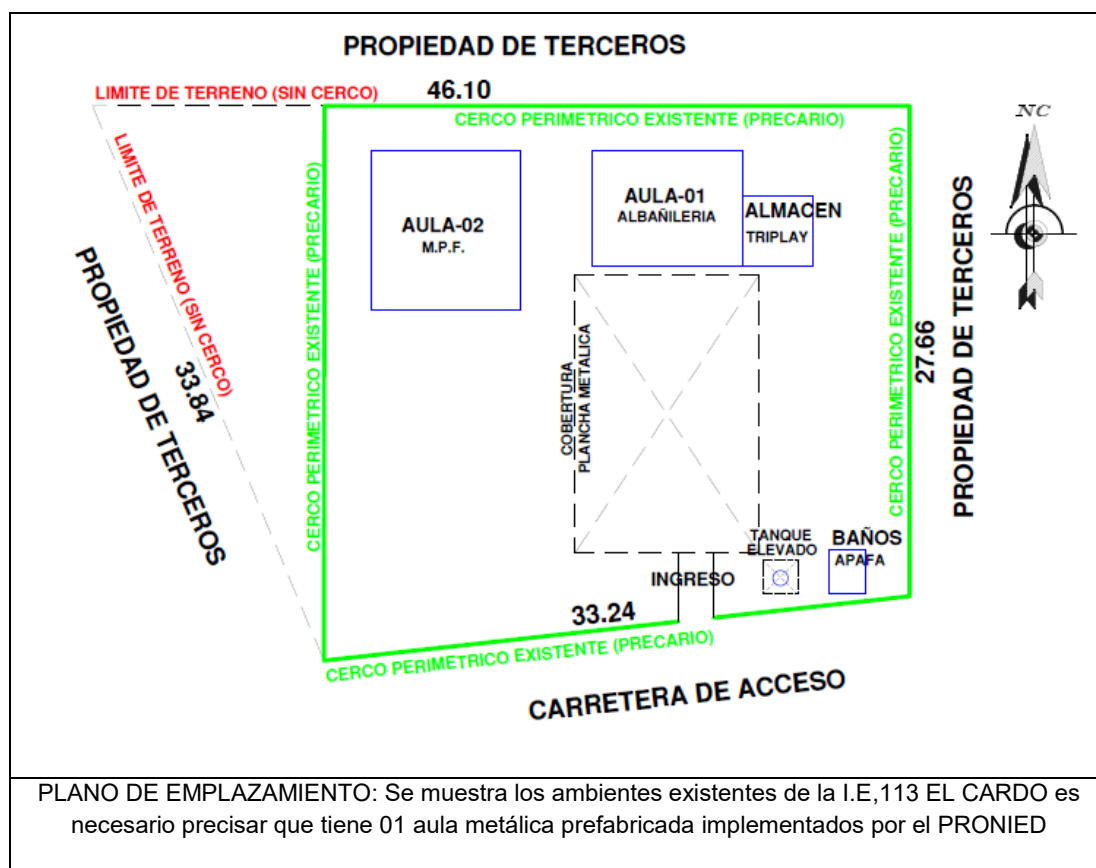 PROPIEDAD DE TERCEROS
LIMITE DE TERRENO (SIN CERCO)
46.10
CERCO PERIMETRICO EXISTENTE (PRECARIO)
NC
LIMITE DE TERRENO (SIN CERCO)
PROPIEDAD DE TERCEROS
33.84
CERCO PERIMETRICO EXISTENTE (PRECARIO)
AULA-02
M.P.F.
AULA-01
ALBAÑILERIA
ALMACEN
TRIPLAY
CERCO PERIMETRICO EXISTENTE (PRECARIO)
27.66
PROPIEDAD DE TERCEROS
COBERTURA
PLANCHA METALICA
TANQUE
ELEVADO
BAÑOS
APAFA
INGRESO
33.24
CERCO PERIMETRICO EXISTENTE (PRECARIO)
CARRETERA DE ACCESO
PLANO DE EMPLAZAMIENTO: Se muestra los ambientes existentes de la I.E,113 EL CARDO es
necesario precisar que tiene 01 aula metálica prefabricada implementados por el PRONIED